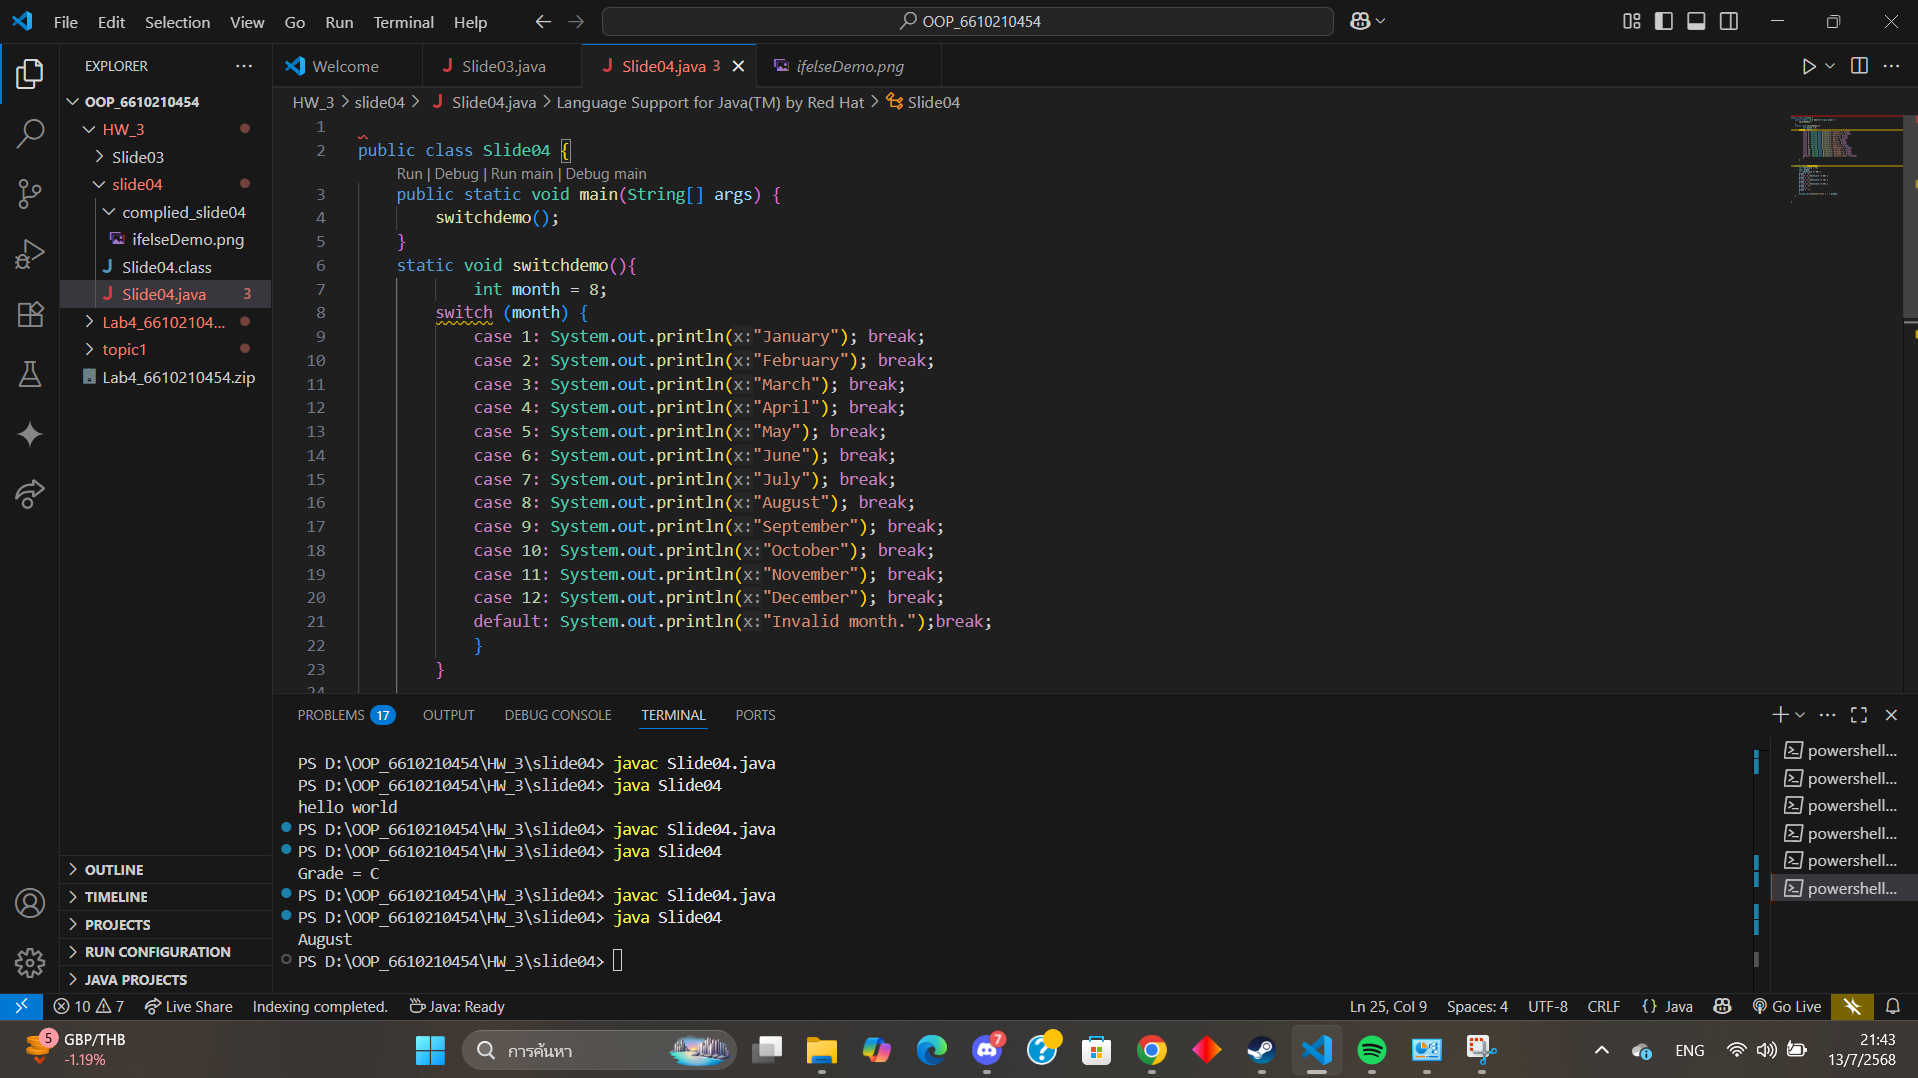 File Edit Selection View Go Run Terminal Help
OOP_6610210454
EXPLORER
OOP_6610210454
HW_3
Slide03
slide04
complied_slide04
ifelseDemo.png
Slide04.class
Slide04.java 3
Lab4_66102104...
topic1
Lab4_6610210454.zip
OUTLINE
TIMELINE
PROJECTS
RUN CONFIGURATION
JAVA PROJECTS
Welcome
Slide03.java
Slide04.java 3
ifelseDemo.png
HW_3 > slide04 > Slide04.java > Language Support for Java(TM) by Red Hat > Slide04
1
2 public class Slide04 {
Run | Debug | Run main | Debug main
3 public static void main(String[] args) {
4 switchdemo();
5 }
6 static void switchdemo(){
7 int month = 8;
8 switch (month) {
9 case 1: System.out.println(x:"January"); break;
10 case 2: System.out.println(x:"February"); break;
11 case 3: System.out.println(x:"March"); break;
12 case 4: System.out.println(x:"April"); break;
13 case 5: System.out.println(x:"May"); break;
14 case 6: System.out.println(x:"June"); break;
15 case 7: System.out.println(x:"July"); break;
16 case 8: System.out.println(x:"August"); break;
17 case 9: System.out.println(x:"September"); break;
18 case 10: System.out.println(x:"October"); break;
19 case 11: System.out.println(x:"November"); break;
20 case 12: System.out.println(x:"December"); break;
21 default: System.out.println(x:"Invalid month.");break;
22 }
23 }
24
PROBLEMS 17 OUTPUT DEBUG CONSOLE TERMINAL PORTS
PS D:\OOP_6610210454\HW_3\slide04> javac Slide04.java
PS D:\OOP_6610210454\HW_3\slide04> java Slide04
hello world
PS D:\OOP_6610210454\HW_3\slide04> javac Slide04.java
PS D:\OOP_6610210454\HW_3\slide04> java Slide04
Grade = C
PS D:\OOP_6610210454\HW_3\slide04> javac Slide04.java
PS D:\OOP_6610210454\HW_3\slide04> java Slide04
August
PS D:\OOP_6610210454\HW_3\slide04>
powershell...
powershell...
powershell...
powershell...
powershell...
powershell...
10 7 Live Share Indexing completed. Java: Ready
Ln 25, Col 9 Spaces: 4 UTF-8 CRLF {} Java Go Live
5 GBP/THB
-1.19%
การค้นหา
7
ENG
21:43
13/7/2568